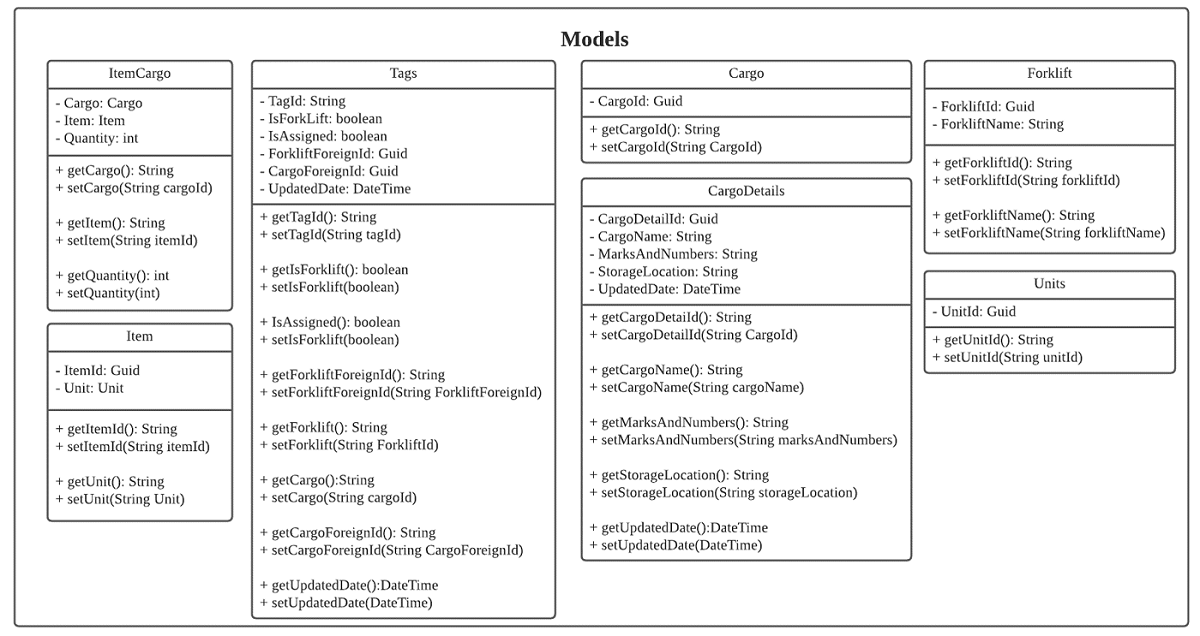 Models
ItemCargo
- Cargo: Cargo
- Item: Item
- Quantity: int
+ getCargo(): String
+ setCargo(String cargoId)
+ getItem(): String
+ setItem(String itemId)
+ getQuantity(): int
+ setQuantity(int)
Item
- ItemId: Guid
- Unit: Unit
+ getItemId(): String
+ setItemId(String itemId)
+ getUnit(): String
+ setUnit(String Unit)
Tags
- TagId: String
- IsForkLift: boolean
- IsAssigned: boolean
- ForkliftForeignId: Guid
- CargoForeignId: Guid
- UpdatedDate: DateTime
+ getTagId(): String
+ setTagId(String tagId)
+ getIsForklift(): boolean
+ setIsForklift(boolean)
+ IsAssigned(): boolean
+ setIsForklift(boolean)
+ getForkliftForeignId(): String
+ setForkliftForeignId(String ForkliftForeignId)
+ getForklift(): String
+ setForklift(String ForkliftId)
+ getCargo():String
+ setCargo(String cargoId)
+ getCargoForeignId(): String
+ setCargoForeignId(String CargoForeignId)
+ getUpdatedDate():DateTime
+ setUpdatedDate(DateTime)
Cargo
- CargoId: Guid
+ getCargoId(): String
+ setCargoId(String CargoId)
CargoDetails
- CargoDetailId: Guid
- CargoName: String
- MarksAndNumbers: String
- StorageLocation: String
- UpdatedDate: DateTime
+ getCargoDetaiId(): String
+ setCargoDetailId(String CargoId)
+ getCargoName(): String
+ setCargoName(String cargoName)
+ getMarksAndNumbers(): String
+ setMarksAndNumbers(String marksAndNumbers)
+ getStorageLocation(): String
+ setStorageLocation(String storageLocation)
+ getUpdatedDate():DateTime
+ setUpdatedDate(DateTime)
Forklift
- ForkliftId: Guid
- ForkliftName: String
+ getForkliftId(): String
+ setForkliftId(String forkliftId)
+ getForkliftName(): String
+ setForkliftName(String forkliftName)
Units
- UnitId: Guid
+ getUnitId(): String
+ setUnitId(String unitId)